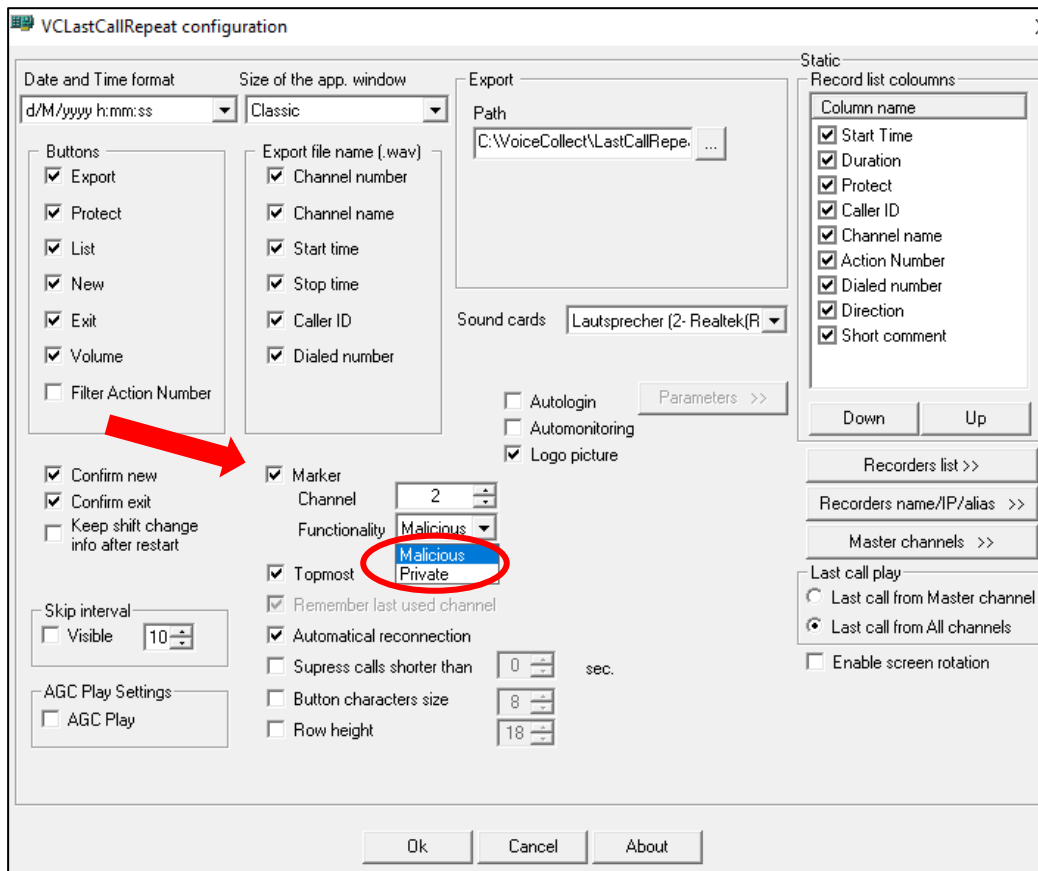 VCLastCallRepeat configuration
Date and Time format
d/M/yyyy h:mm:ss
Size of the app. window
Classic
Buttons
Export
Protect
List
New
Exit
Volume
Filter Action Number
Export file name (.wav)
Channel number
Channel name
Start time
Stop time
Caller ID
Dialed number
Export
Path
C:\VoiceCollect\LastCallRepe
...
Sound cards
Lautsprecher (2- Realtek(R
Autologin
Automonitoring
Logo picture
Parameters >>
Static
Record list coloumns
Column name
Start Time
Duration
Protect
Caller ID
Channel name
Action Number
Dialed number
Direction
Short comment
Down
Up
Recorders list >>
Recorders name/IP/alias >>
Master channels >>
Last call play
Last call from Master channel
Last call from All channels
Enable screen rotation
Confirm new
Confirm exit
Keep shift change
info after restart
Skip interval
Visible
10
AGC Play Settings
AGC Play
Marker
Channel
2
Functionality
Malicious
Malicious
Private
Topmost
Remember last used channel
Automatical reconnection
Supress calls shorter than
0
sec.
Button characters size
8
Row height
18
Ok
Cancel
About